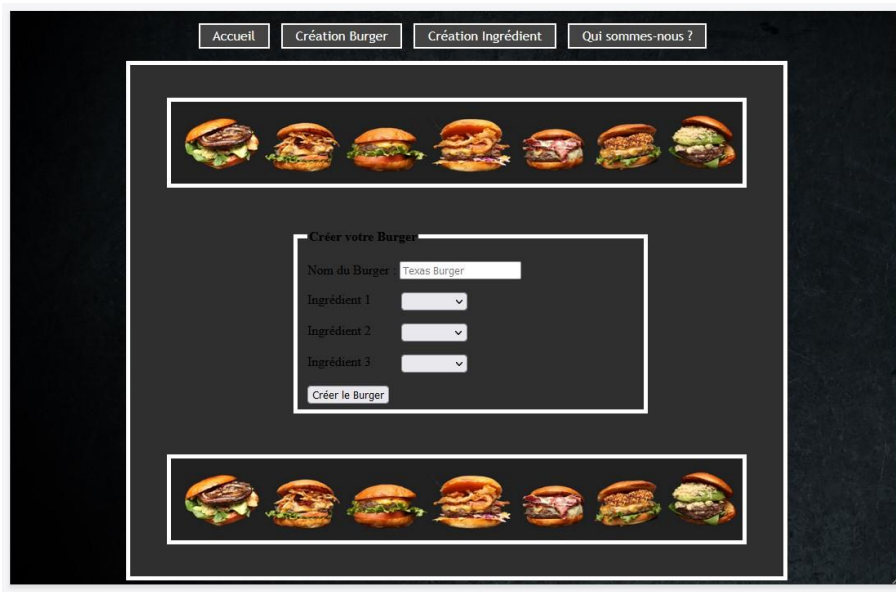 Accueil
Création Burger
Création Ingrédient
Qui sommes-nous ?
Créer votre Burger
Nom du Burger : Texas Burger
Ingrédient 1
Ingrédient 2
Ingrédient 3
Créer le Burger